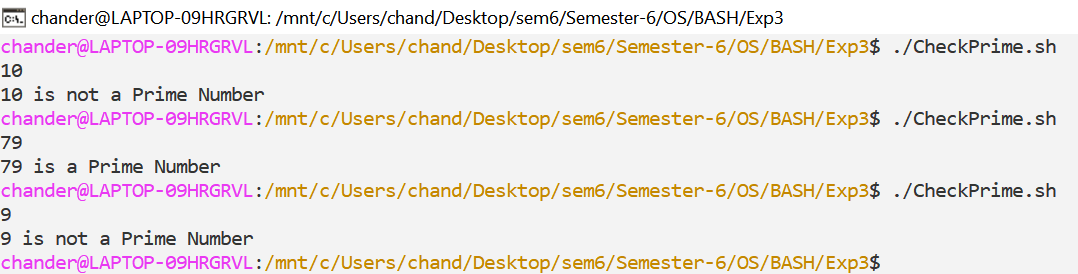 chander@LAPTOP-09HRGRVL: /mnt/c/Users/chand/Desktop/sem6/Semester-6/OS/BASH/Exp3
chander@LAPTOP-09HRGRVL:/mnt/c/Users/chand/Desktop/sem6/Semester-6/OS/BASH/Exp3$ ./CheckPrime.sh
10
10 is not a Prime Number
chander@LAPTOP-09HRGRVL:/mnt/c/Users/chand/Desktop/sem6/Semester-6/OS/BASH/Exp3$ ./CheckPrime.sh
79
79 is a Prime Number
chander@LAPTOP-09HRGRVL:/mnt/c/Users/chand/Desktop/sem6/Semester-6/OS/BASH/Exp3$ ./CheckPrime.sh
9
9 is not a Prime Number
chander@LAPTOP-09HRGRVL:/mnt/c/Users/chand/Desktop/sem6/Semester-6/OS/BASH/Exp3$